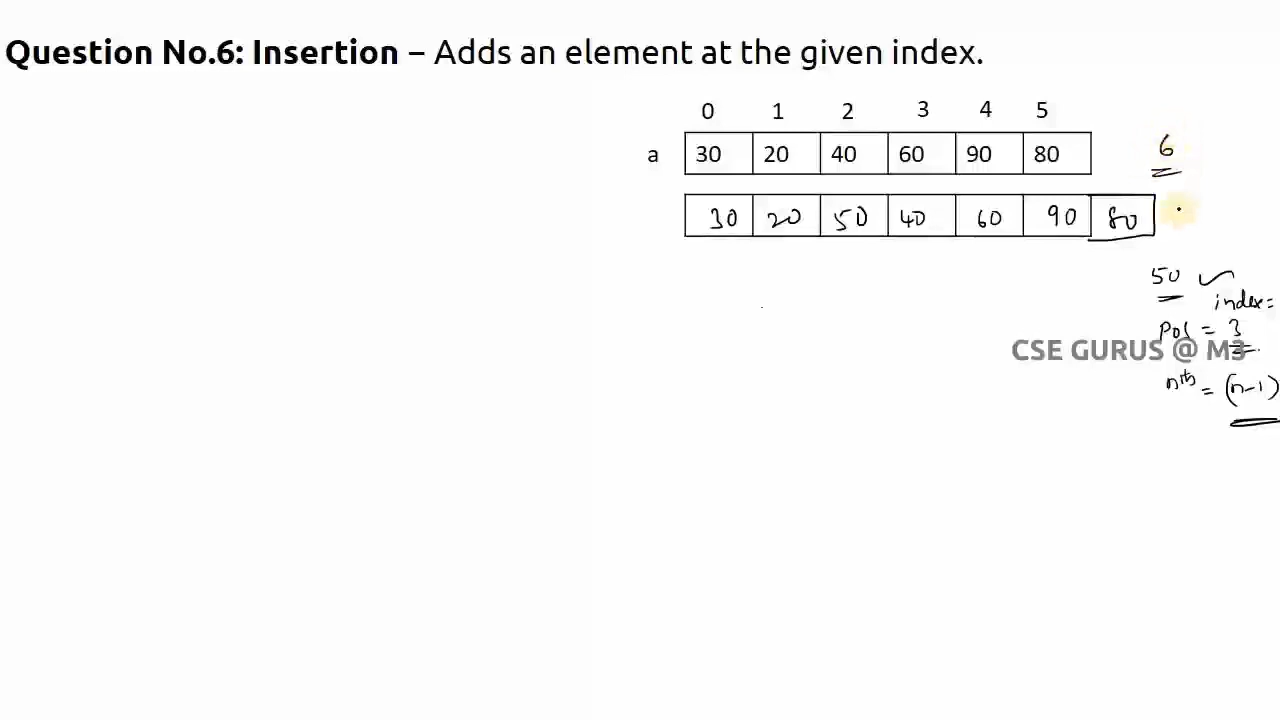 Question No.6: Insertion – Adds an element at the given index.
0 1 2 3 4 5
a 30 20 40 60 90 80 6
30 20 50 40 60 90 80
50
index=
pos = 3
CSE GURUS @ M3
nth = (n-1)